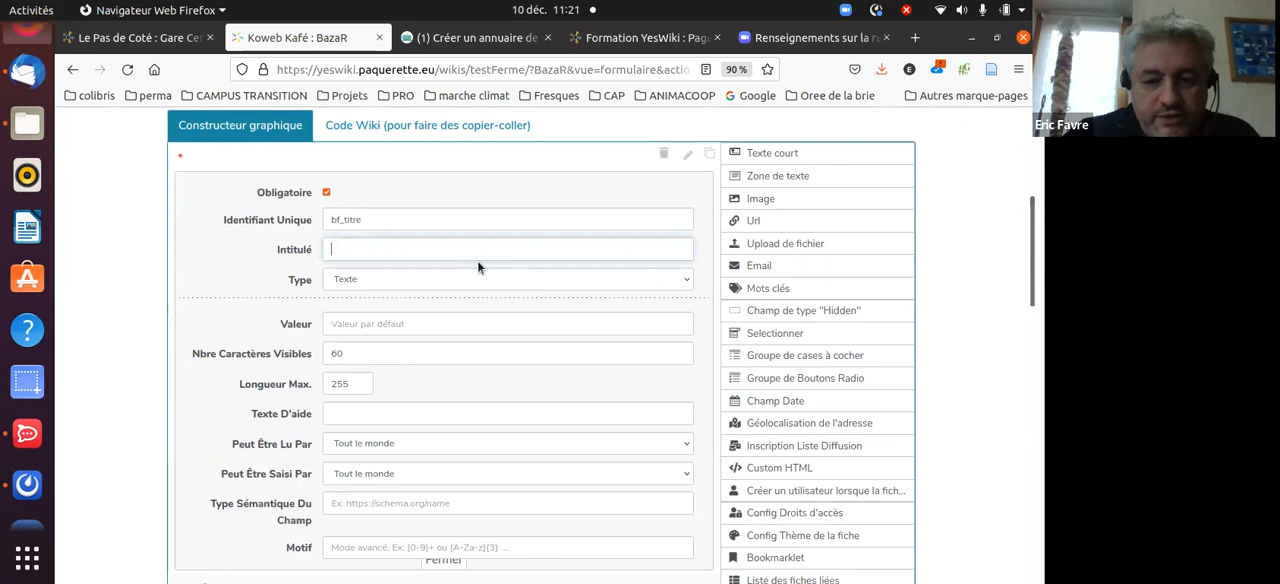 Activités
Navigateur Web Firefox
10 déc. 11:21
Le Pas de Coté : Gare Cer
Koweb Kafé : BazaR
(1) Créer un annuaire de
Formation YesWiki : Pag
Renseignements sur la re
https://yeswiki.paquerette.eu/wikis/testFerme/?BazaR&vue=formulaire&actio
90 %
colibris
perma
CAMPUS TRANSITION
Projets
PRO
marche climat
Fresques
CAP
ANIMACOOP
Google
Oree de la brie
Autres marque-pages
Eric Favre
Constructeur graphique
Code Wiki (pour faire des copier-coller)
*
Obligatoire
Identifiant Unique
bf_titre
Intitulé
Type
Texte
Valeur
Valeur par défaut
Nbre Caractères Visibles
60
Longueur Max.
255
Texte D'aide
Peut Être Lu Par
Tout le monde
Peut Être Saisi Par
Tout le monde
Type Sémantique Du
Champ
Ex: https://schema.org/name
Motif
Mode avancé. Ex: [0-9]+ ou [A-Za-z]{3} ...
Fermer
Texte court
Zone de texte
Image
Url
Upload de fichier
Email
Mots clés
Champ de type "Hidden"
Selectionner
Groupe de cases à cocher
Groupe de Boutons Radio
Champ Date
Géolocalisation de l'adresse
Inscription Liste Diffusion
Custom HTML
Créer un utilisateur lorsque la fich...
Config Droits d'accès
Config Thème de la fiche
Bookmarklet
Liste des fiches liées